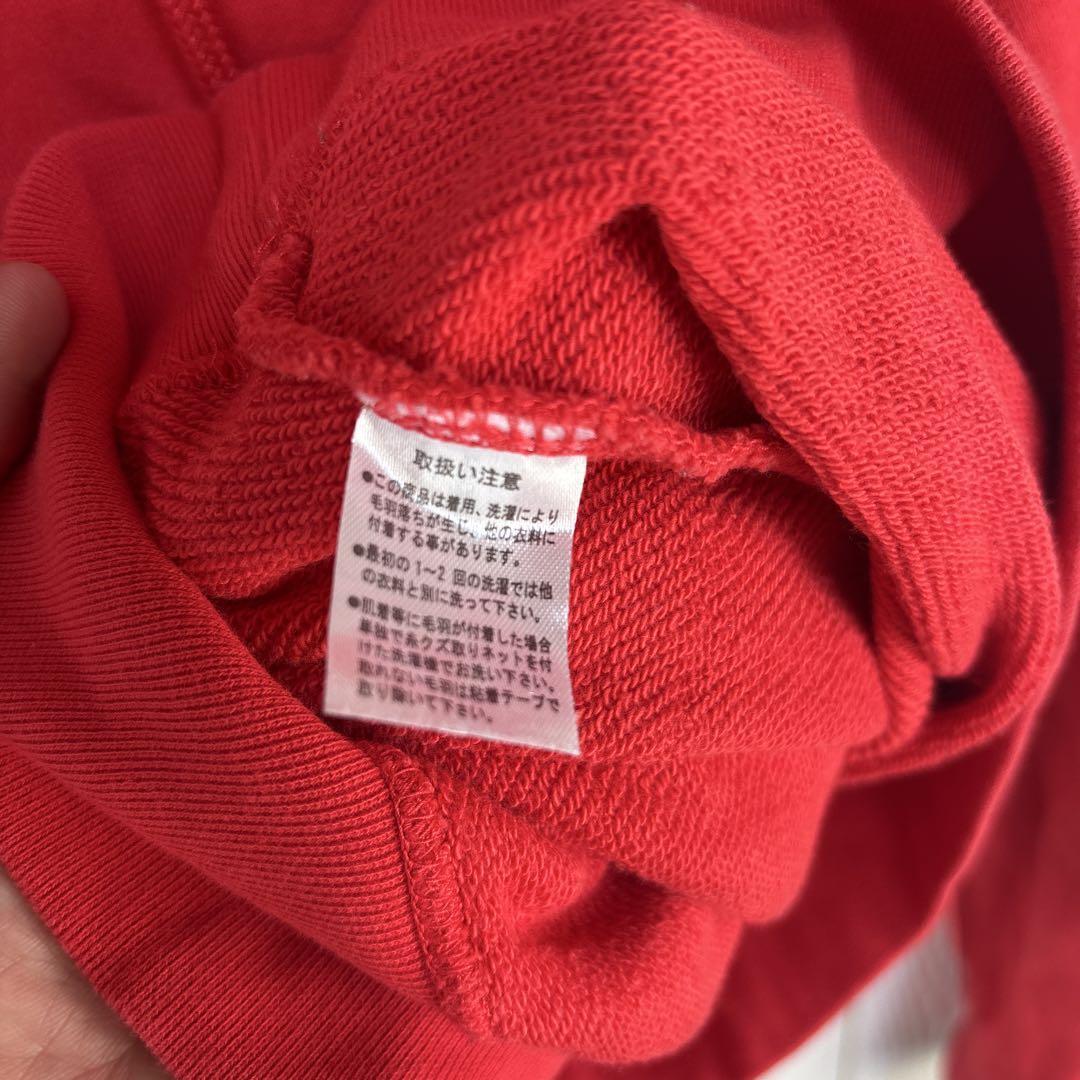 取扱い注意
●この商品は着用、洗濯により
毛羽落ちが生じ、他の衣料に
付着する事があります。
●最初の1～2 回の洗濯では他
の衣料と別に洗って下さい。
●肌着等に毛羽が付着した場合
単独で糸クズ取りネットを付
けた洗濯機でお洗い下さい。
取れない毛羽は粘着テープで
取り除いて下さい。